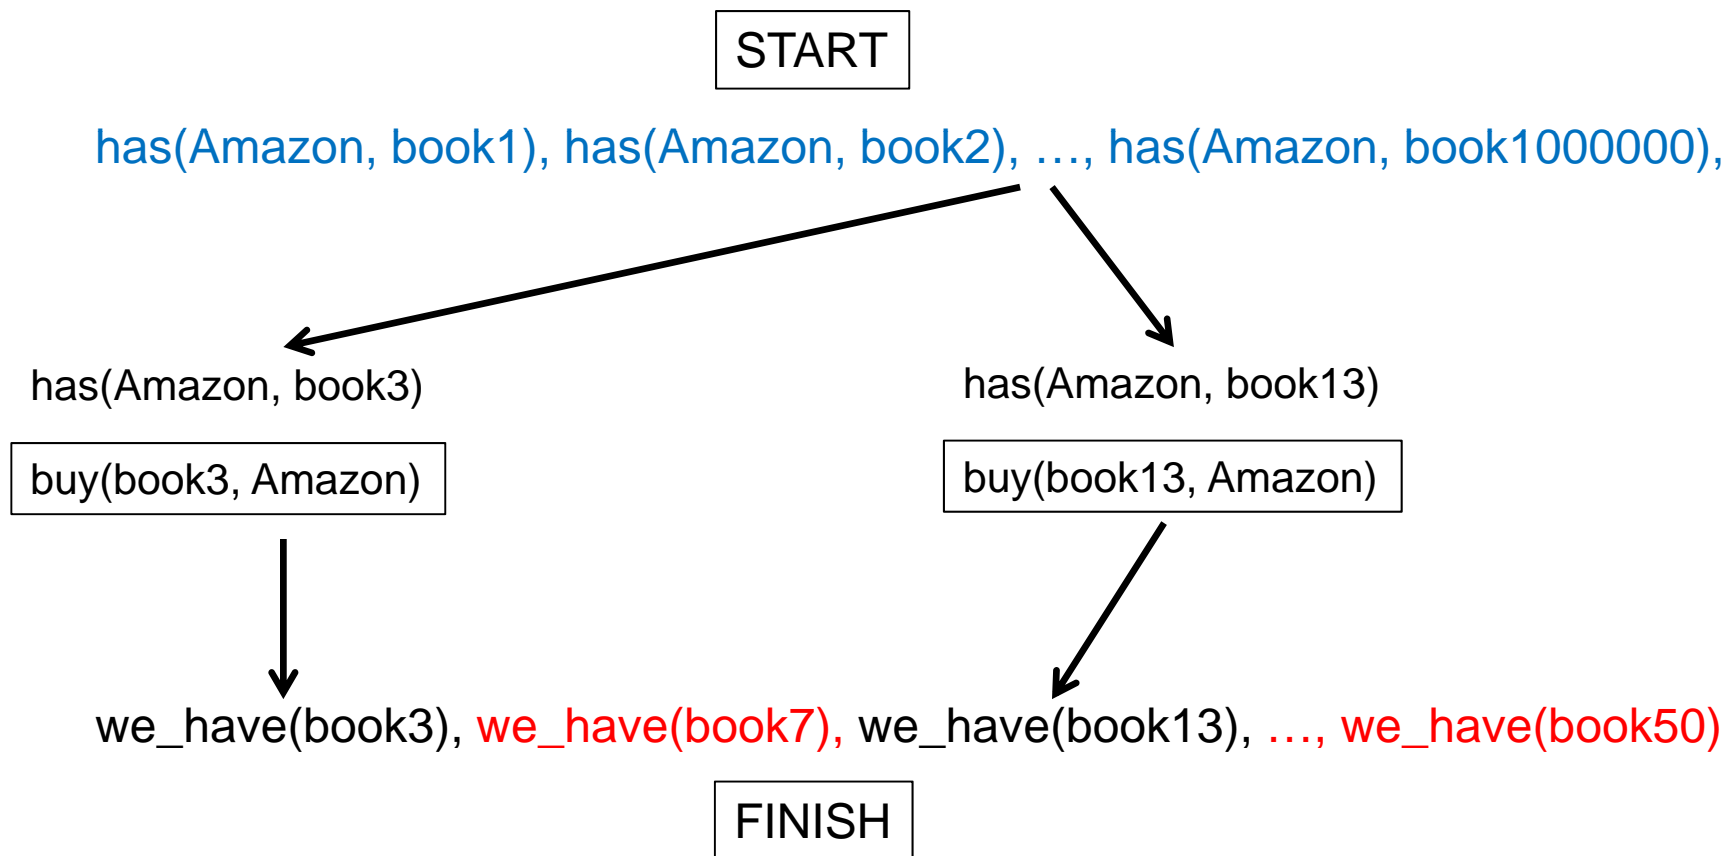 START
has(Amazon, book1), has(Amazon, book2), …, has(Amazon, book1000000),
has(Amazon, book3)
has(Amazon, book13)
buy(book3, Amazon)
buy(book13, Amazon)
we_have(book3), we_have(book7), we_have(book13), …, we_have(book50)
FINISH